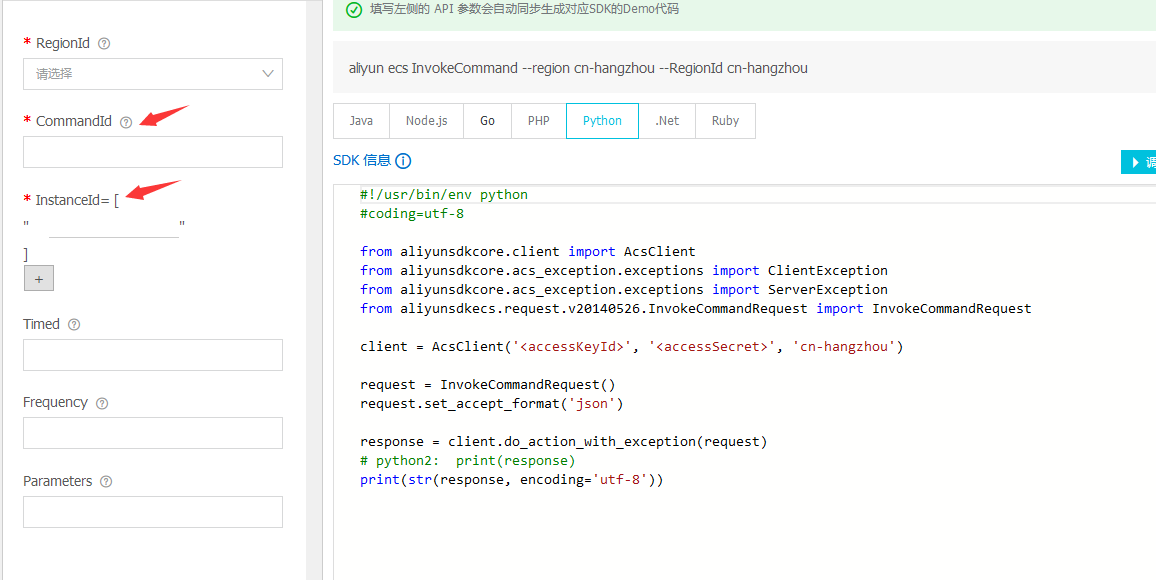 填写左侧的 API 参数会自动同步生成对应SDK的Demo代码
* RegionId ?
请选择
* CommandId ?
* InstanceId= [
" "
]
+
Timed ?
Frequency ?
Parameters ?
aliyun ecs InvokeCommand --region cn-hangzhou --RegionId cn-hangzhou
Java Node.js Go PHP Python .Net Ruby
SDK 信息 i
#!/usr/bin/env python
#coding=utf-8
from aliyunsdkcore.client import AcsClient
from aliyunsdkcore.acs_exception.exceptions import ClientException
from aliyunsdkcore.acs_exception.exceptions import ServerException
from aliyunsdkecs.request.v20140526.InvokeCommandRequest import InvokeCommandRequest
client = AcsClient('<accessKeyId>', '<accessSecret>', 'cn-hangzhou')
request = InvokeCommandRequest()
request.set_accept_format('json')
response = client.do_action_with_exception(request)
# python2:  print(response)
print(str(response, encoding='utf-8'))